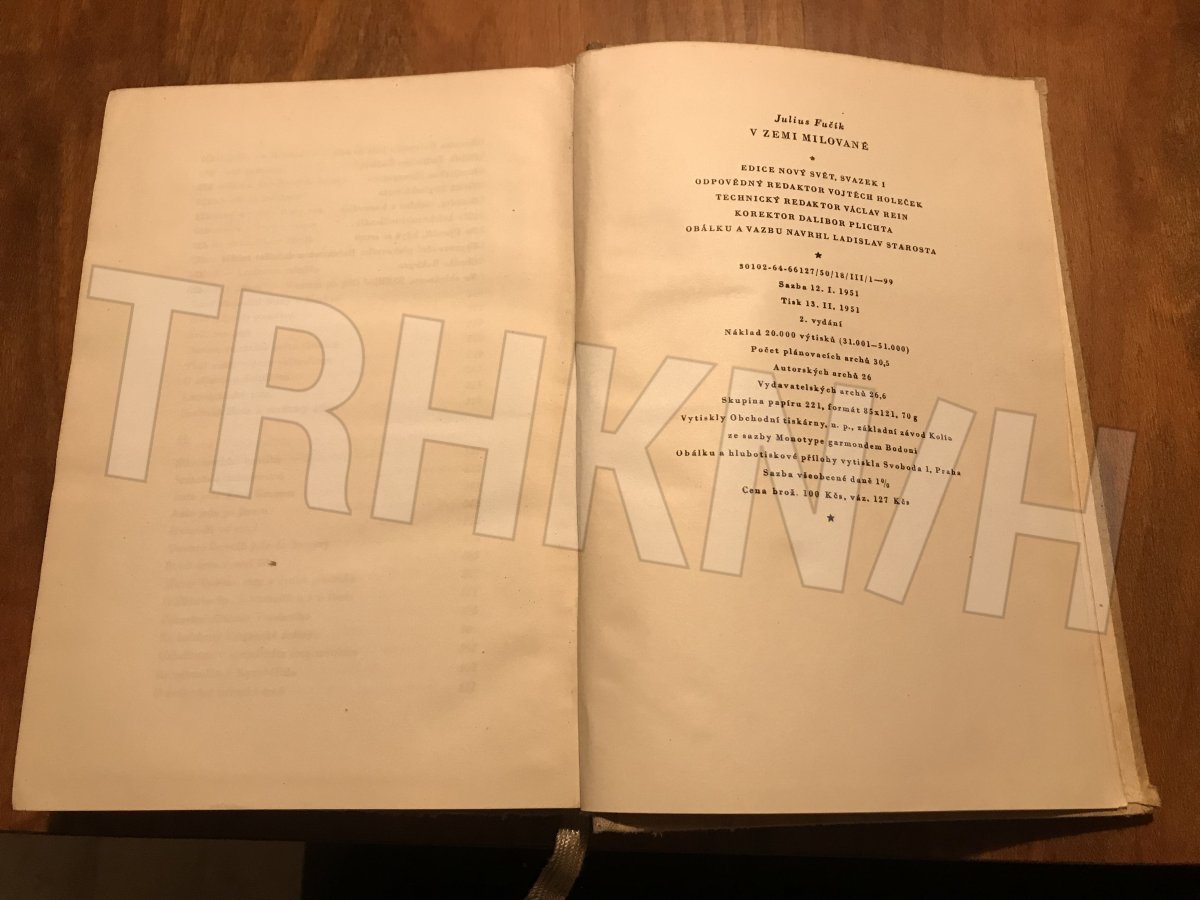 Julius Fučík
V ZEMI MILOVANÉ
EDICE NOVÝ SVĚT, SVAZEK 1
ODPOVĚDNÝ REDAKTOR VOJTĚCH HOLEČEK
TECHNICKÝ REDAKTOR VÁCLAV REIN
KOREKTOR DALIBOR PLICHTA
OBÁLKU A VAZBU NAVRHL LADISLAV STAROSTA
30102-64-66127/50/18/III/1—99
Sazba 12. I. 1951
Tisk 13. II. 1951
2. vydání
Náklad 20.000 výtisků (31.001—51.000)
Počet plánovacích archů 30,5
Autorských archů 26
Vydavatelských archů 26,6
Skupina papíru 221, formát 85x121, 70 g
Vytiskly Obchodní tiskárny, n. p., základní závod Kolín
ze sazby Monotype garmondem Bodoni
Obálku a hlubotiskové přílohy vytiskla Svoboda 1, Praha
Sazba všeobecné daně 1%
Cena brož. 100 Kčs, váz. 127 Kčs
TRHKNIH